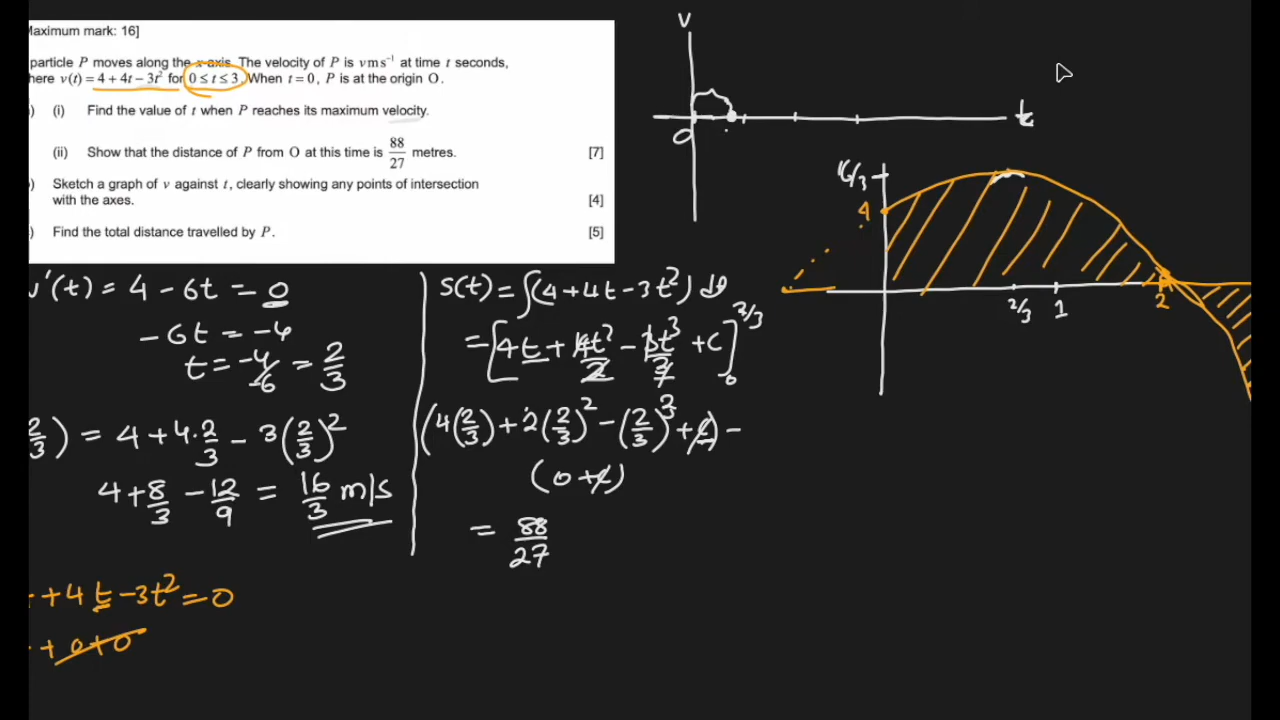 Maximum mark: 16]
particle P moves along the x-axis. The velocity of P is v m s⁻¹ at time t seconds,
here v(t) = 4 + 4t − 3t² for 0 ≤ t ≤ 3. When t = 0, P is at the origin O.
) (i) Find the value of t when P reaches its maximum velocity.
(ii) Show that the distance of P from O at this time is 88/27 metres. [7]
) Sketch a graph of v against t, clearly showing any points of intersection
with the axes. [4]
) Find the total distance travelled by P. [5]
v'(t) = 4 - 6t = 0
-6t = -4
t = -4/-6 = 2/3
2/3) = 4 + 4·2/3 - 3(2/3)²
4 + 8/3 - 12/9 = 16/3 m/s
+4t -3t² = 0
+ 0 + 0
S(t) = ∫(4 + 4t - 3t²) dt
= [4t + 4t²/2 - 3t³/3 + C]
2/3
0
(4(2/3) + 2(2/3)² - (2/3)³ + C) -
(0 + C)
= 88/27
V
O
t
16/3
4
2/3
1
2